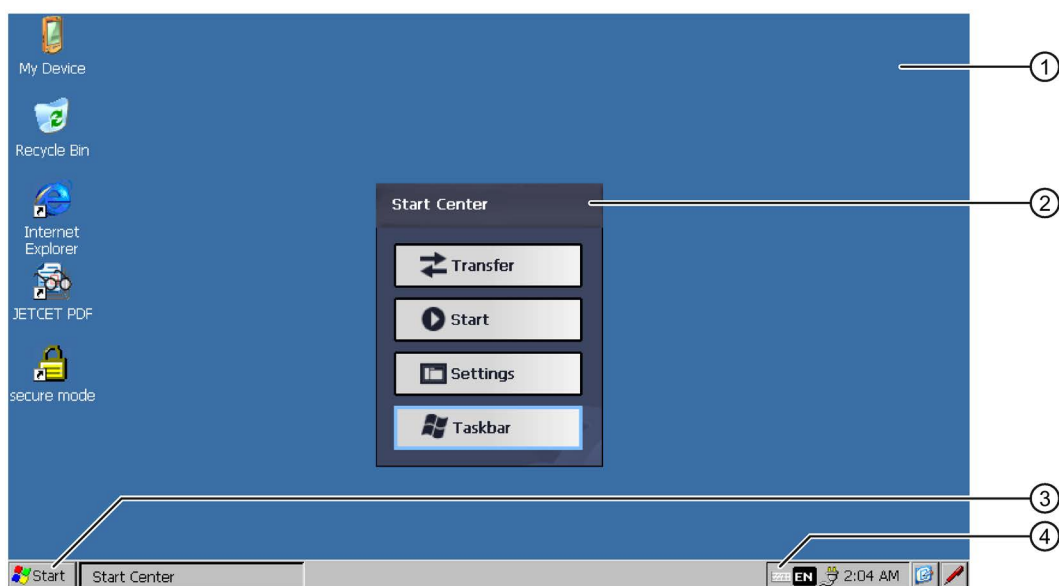 My Device
Recycle Bin
Internet
Explorer
JETCET PDF
secure mode
Start Center
Transfer
Start
Settings
Taskbar
1
2
3
4
Start
Start Center
EN
2:04 AM